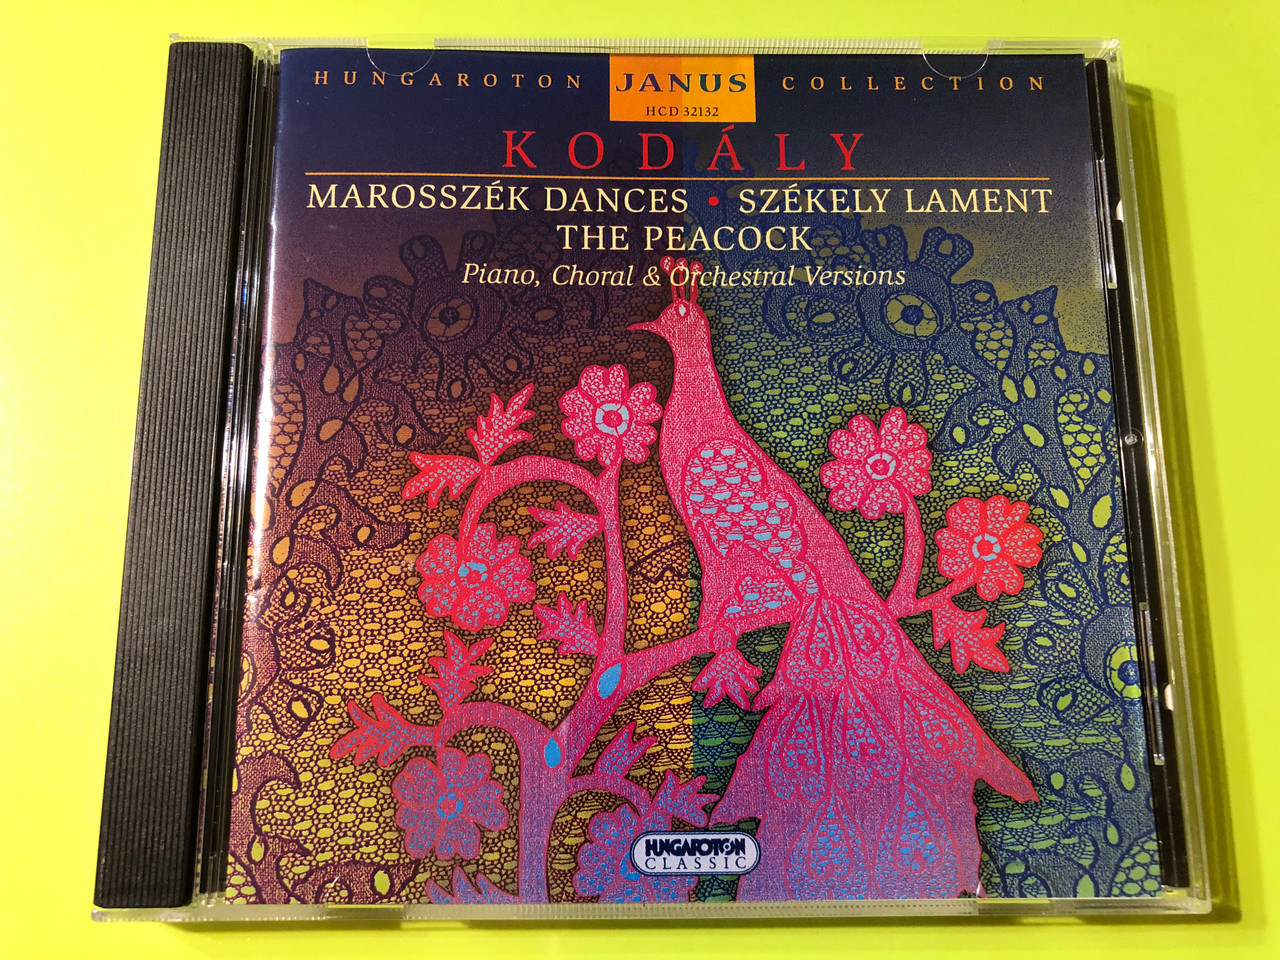 HUNGAROTON JANUS COLLECTION
HCD 32132
KODÁLY
MAROSSZÉK DANCES • SZÉKELY LAMENT
THE PEACOCK
Piano, Choral & Orchestral Versions
HUNGAROTON
CLASSIC